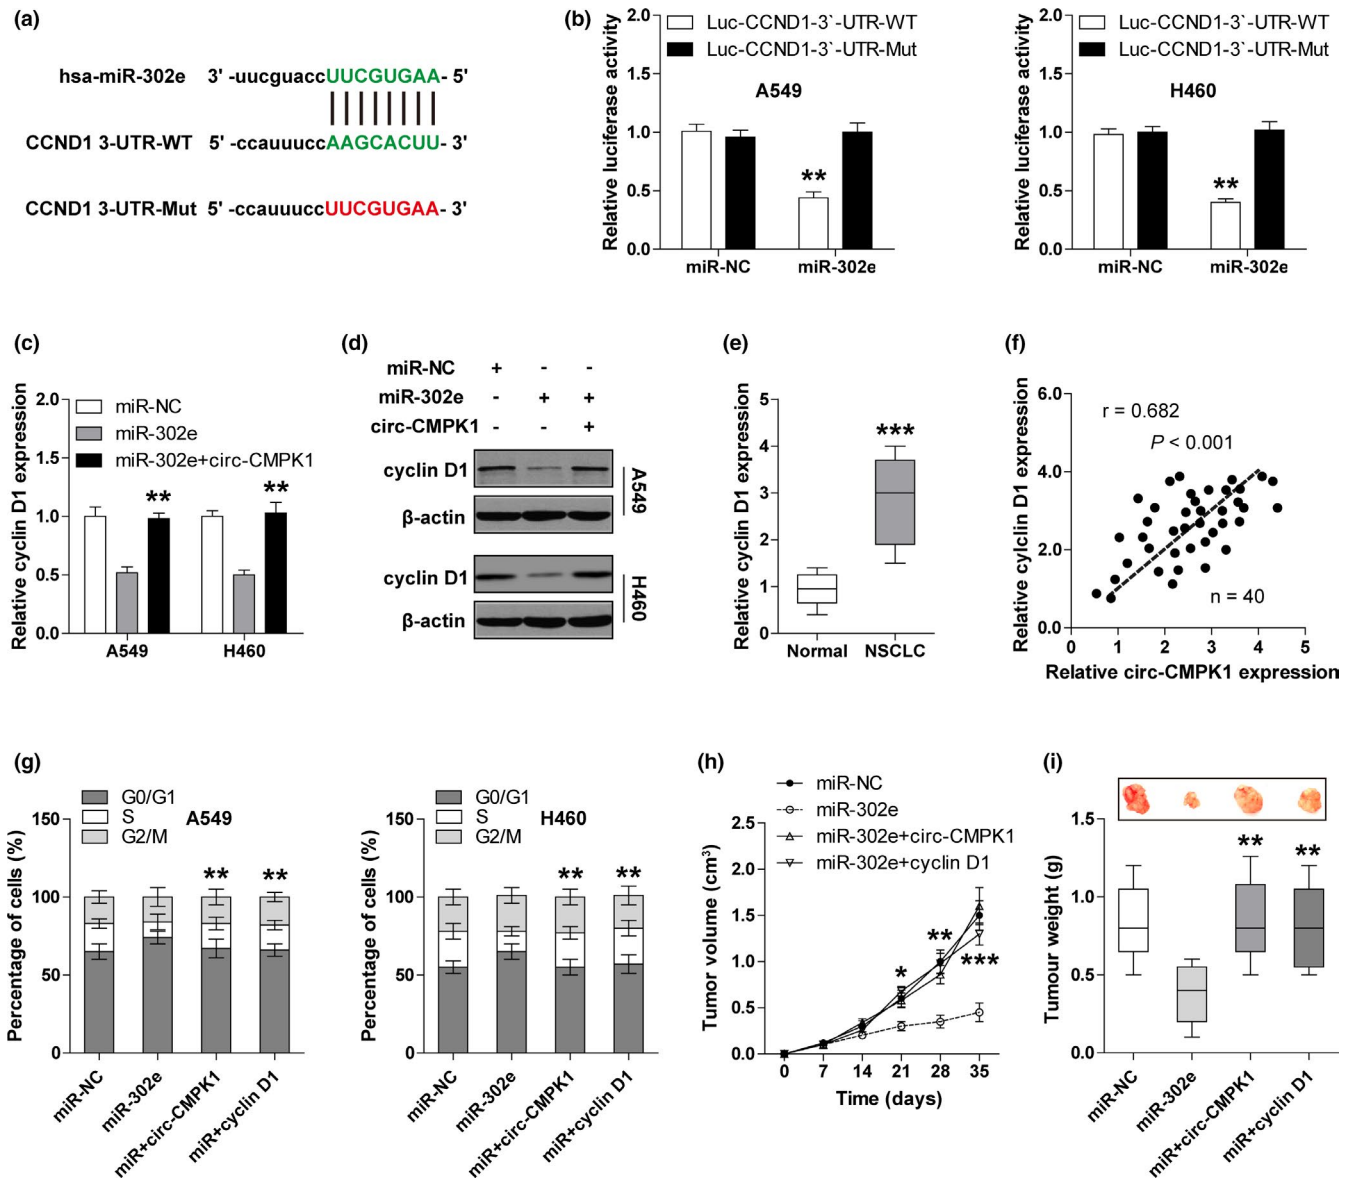 (a)
hsa-miR-302e 3' -uucguaccUUCGUGAA- 5'
CCND1 3-UTR-WT 5' -ccauuuccAAGCACUU- 3'
CCND1 3-UTR-Mut 5' -ccauuuccUUCGUGAA- 3'
(b)
Relative luciferase activity
2.0
1.5
1.0
0.5
0.0
Luc-CCND1-3`-UTR-WT
Luc-CCND1-3`-UTR-Mut
A549
**
miR-NC miR-302e
Relative luciferase activity
2.0
1.5
1.0
0.5
0.0
Luc-CCND1-3`-UTR-WT
Luc-CCND1-3`-UTR-Mut
H460
**
miR-NC miR-302e
(c)
Relative cyclin D1 expression
2.0
1.5
1.0
0.5
0.0
miR-NC
miR-302e
miR-302e+circ-CMPK1
** **
A549 H460
(d)
miR-NC + - -
miR-302e - + +
circ-CMPK1 - - +
cyclin D1
β-actin
A549
cyclin D1
β-actin
H460
(e)
Relative cyclin D1 expression
5
4
3
2
1
0
***
Normal NSCLC
(f)
Relative cylclin D1 expression
6.0
4.0
2.0
0.0
r = 0.682
P < 0.001
n = 40
0 1 2 3 4 5
Relative circ-CMPK1 expression
(g)
Percentage of cells (%)
150
100
50
0
G0/G1
S
G2/M
A549
** **
miR-NC
miR-302e
miR+circ-CMPK1
miR+cyclin D1
Percentage of cells (%)
150
100
50
0
G0/G1
S
G2/M
H460
** **
miR-NC
miR-302e
miR+circ-CMPK1
miR+cyclin D1
(h)
miR-NC
miR-302e
miR-302e+circ-CMPK1
miR-302e+cyclin D1
Tumor volume (cm³)
2.5
2.0
1.5
1.0
0.5
0.0
*
**
***
0 7 14 21 28 35
Time (days)
(i)
Tumour weight (g)
1.5
1.0
0.5
0.0
** **
miR-NC
miR-302e
miR+circ-CMPK1
miR+cyclin D1